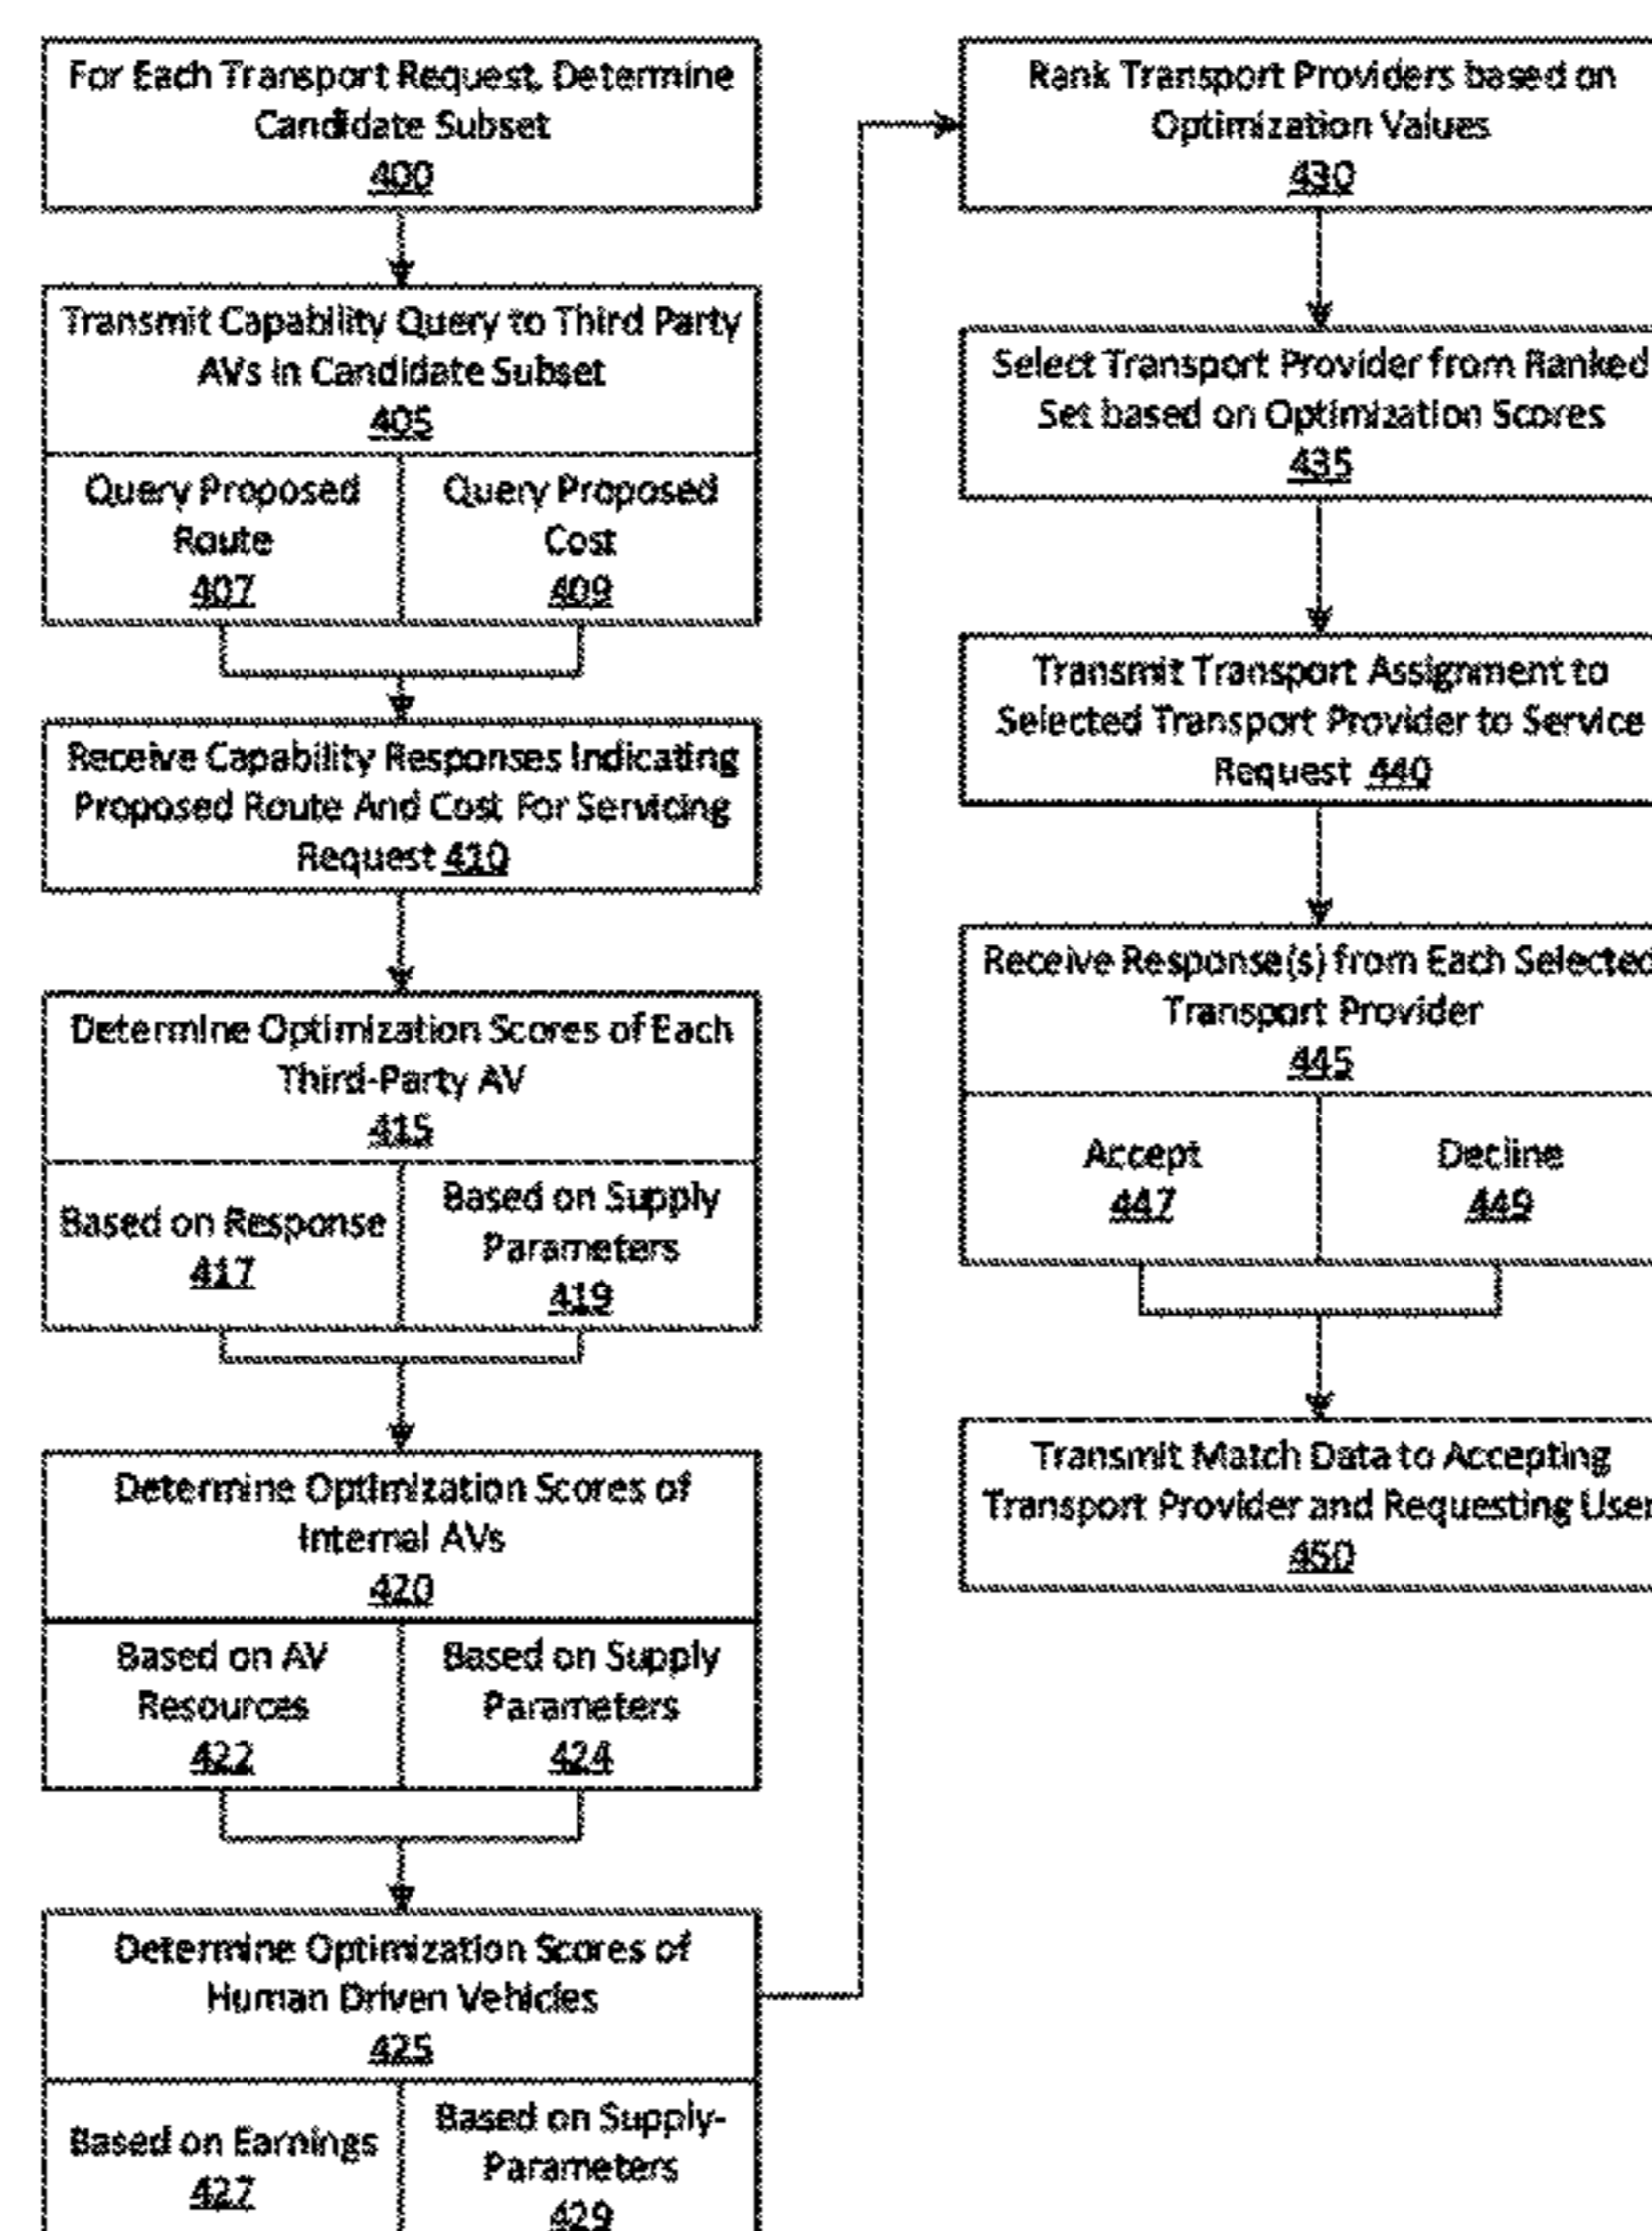 For Each Transport Request, Determine
Candidate Subset
400
Transmit Capability Query to Third Party
AVs in Candidate Subset
405
Query Proposed
Route
407
Query Proposed
Cost
409
Receive Capability Responses Indicating
Proposed Route And Cost For Servicing
Request 410
Determine Optimization Scores of Each
Third-Party AV
415
Based on Response
417
Based on Supply
Parameters
419
Determine Optimization Scores of
Internal AVs
420
Based on AV
Resources
422
Based on Supply
Parameters
424
Determine Optimization Scores of
Human Driven Vehicles
425
Based on Earnings
427
Based on Supply-
Parameters
429
Rank Transport Providers based on
Optimization Values
430
Select Transport Provider from Ranked
Set based on Optimization Scores
435
Transmit Transport Assignment to
Selected Transport Provider to Service
Request 440
Receive Response(s) from Each Selected
Transport Provider
445
Accept
447
Decline
449
Transmit Match Data to Accepting
Transport Provider and Requesting User
450